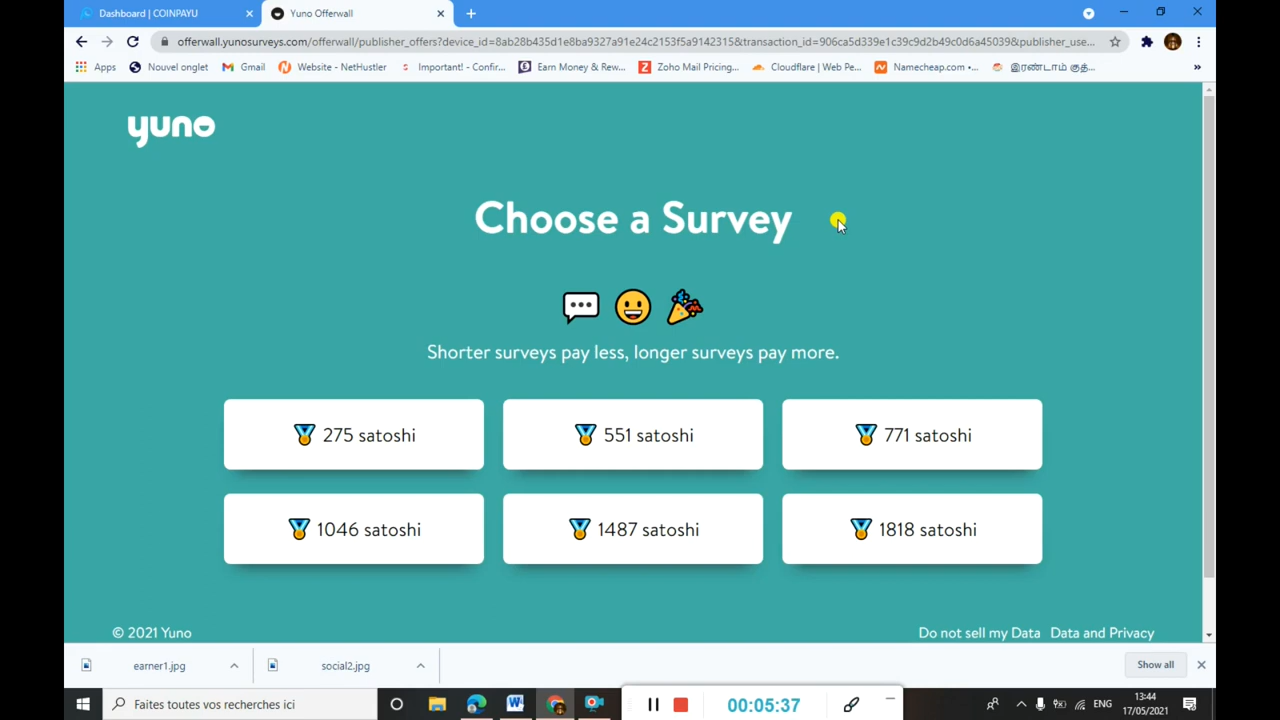 Dashboard | COINPAYU
Yuno Offerwall
offerwall.yunosurveys.com/offerwall/publisher_offers?device_id=8ab28b435d1e8ba9327a91e24c2153f5a9142315&transaction_id=906ca5d339e1c39c9d2b49c0d6a45039&publisher_use...
Apps Nouvel onglet Gmail Website - NetHustler Important! - Confir... Earn Money & Rew... Zoho Mail Pricing... Cloudflare | Web Pe... Namecheap.com •... இரண்டாம் குத்...
yuno
Choose a Survey
Shorter surveys pay less, longer surveys pay more.
275 satoshi
551 satoshi
771 satoshi
1046 satoshi
1487 satoshi
1818 satoshi
© 2021 Yuno
Do not sell my Data Data and Privacy
earner1.jpg
social2.jpg
Show all
Faites toutes vos recherches ici
00:05:37
ENG
13:44
17/05/2021